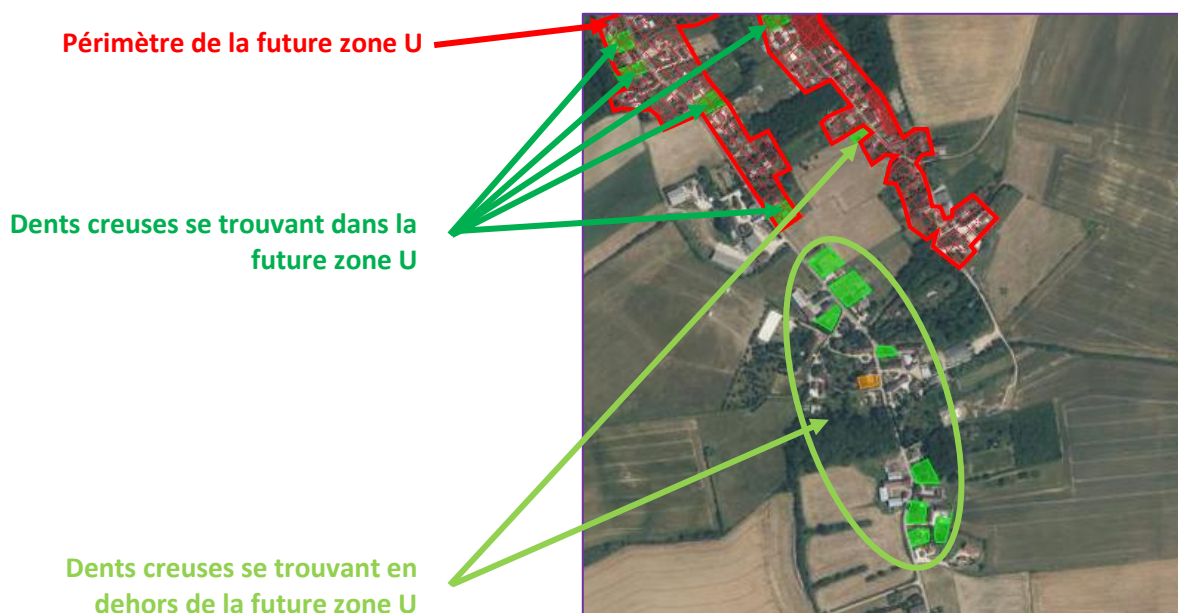 Périmètre de la future zone U
Dents creuses se trouvant dans la
future zone U
Dents creuses se trouvant en
dehors de la future zone U